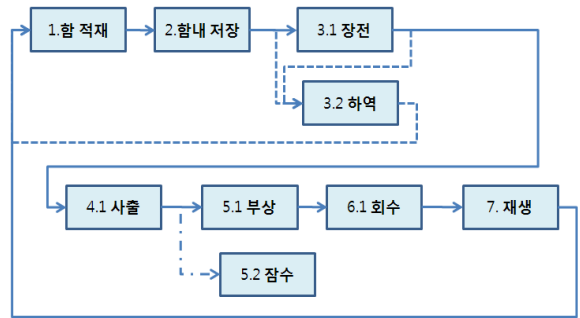 1.함 적재
2.함내 저장
3.1 장전
3.2 하역
4.1 사출
5.1 부상
6.1 회수
7. 재생
5.2 잠수